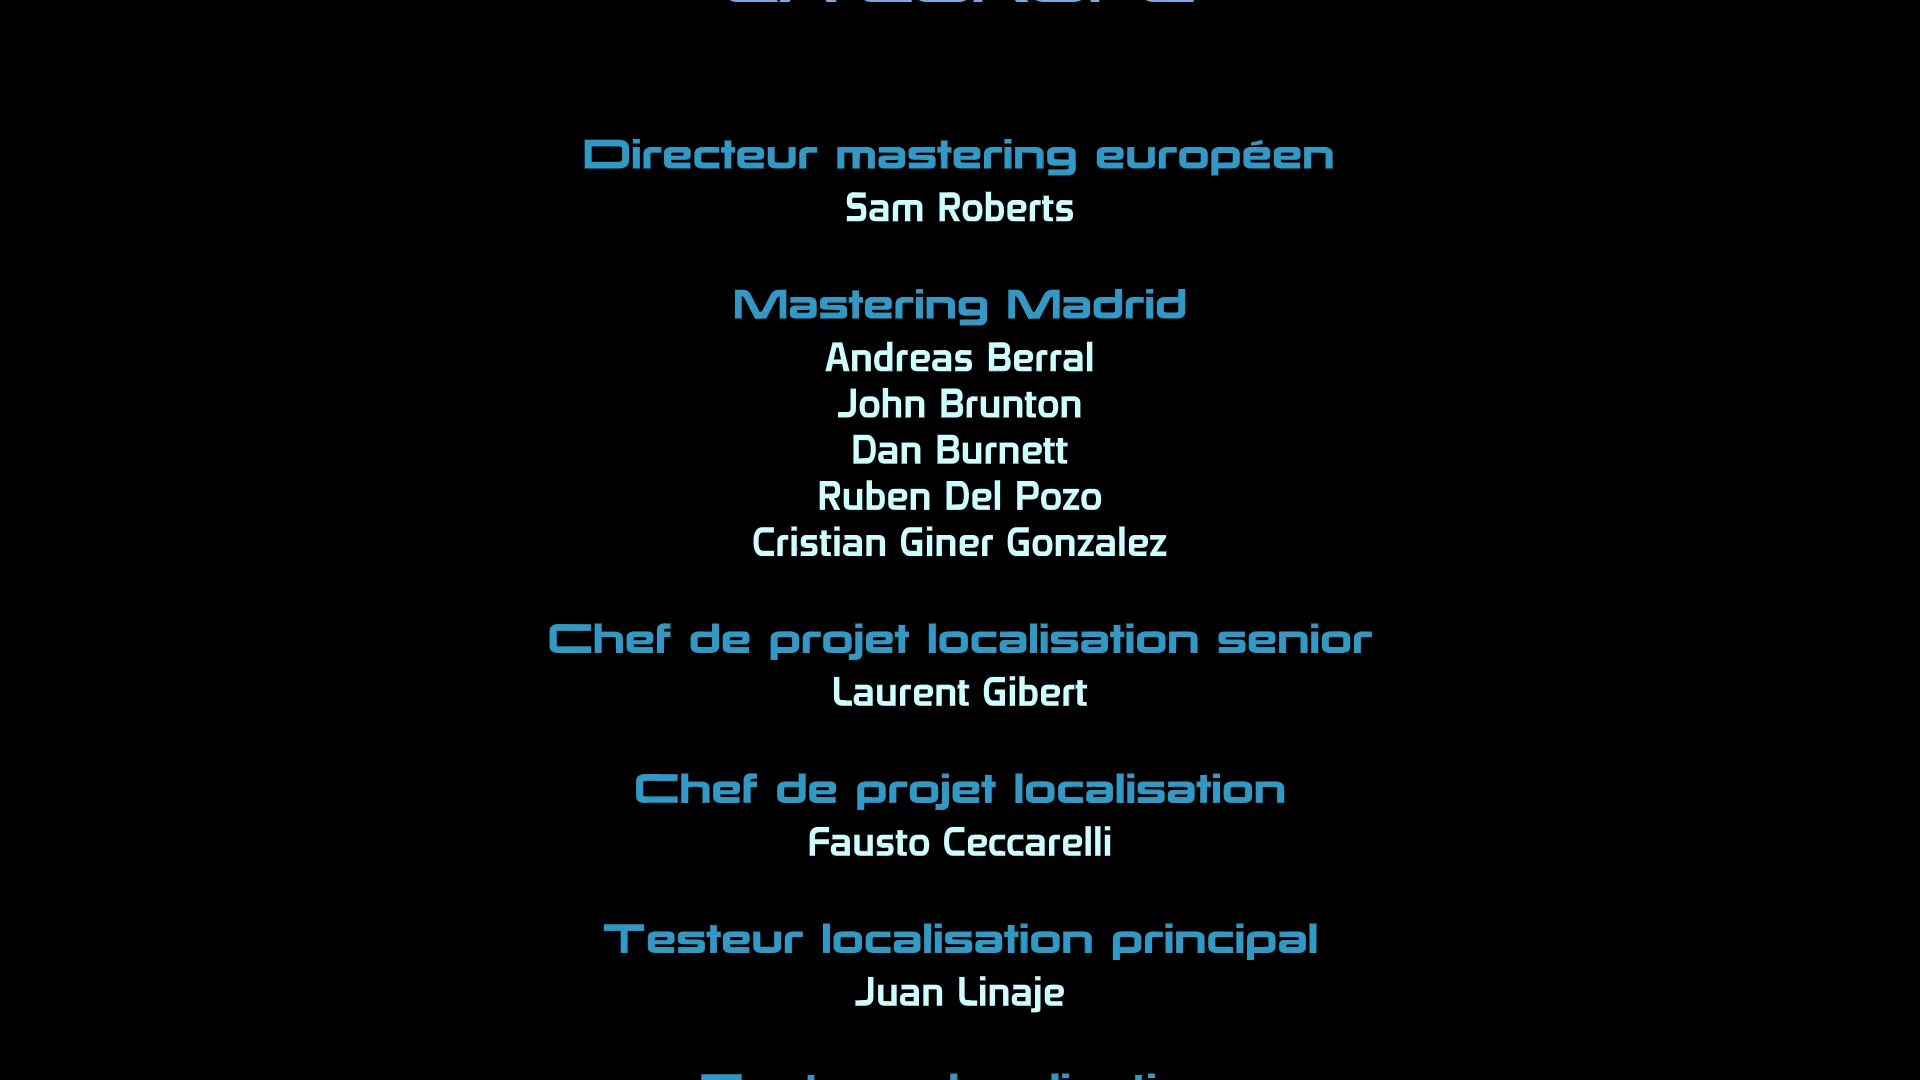 Directeur mastering européen
Sam Roberts
Mastering Madrid
Andreas Berral
John Brunton
Dan Burnett
Ruben Del Pozo
Cristian Giner Gonzalez
Chef de projet localisation senior
Laurent Gibert
Chef de projet localisation
Fausto Ceccarelli
Testeur localisation principal
Juan Linaje